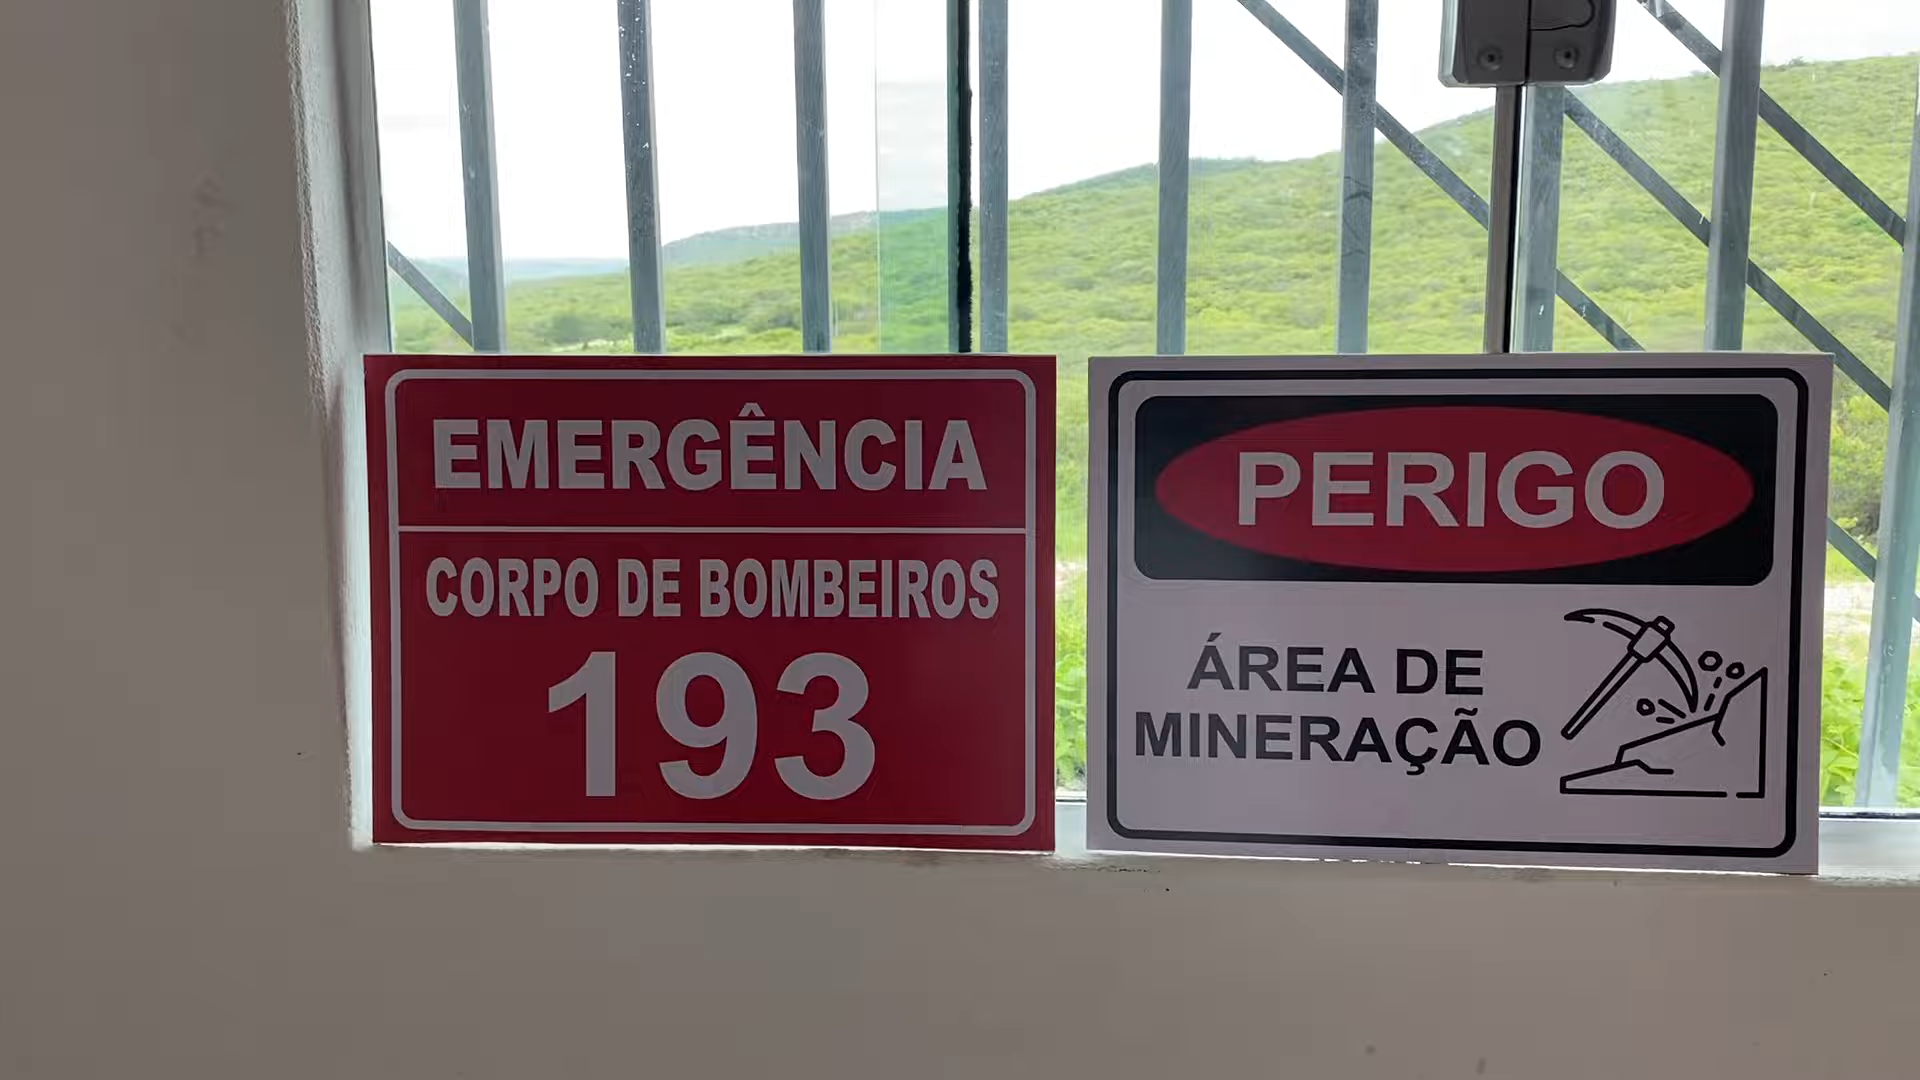 EMERGÊNCIA
CORPO DE BOMBEIROS
193
PERIGO
ÁREA DE
MINERAÇÃO